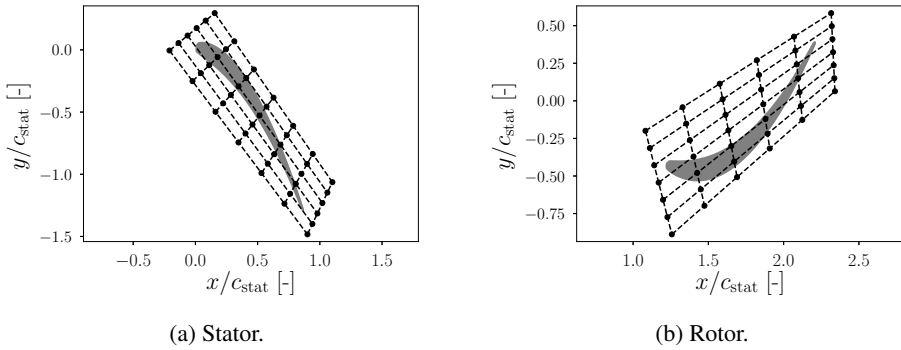 0.0
−0.5
−1.0
−1.5
y/c_stat [-]
−0.5 0.0 0.5 1.0 1.5
x/c_stat [-]
(a) Stator.
0.50
0.25
0.00
−0.25
−0.50
−0.75
y/c_stat [-]
1.0 1.5 2.0 2.5
x/c_stat [-]
(b) Rotor.